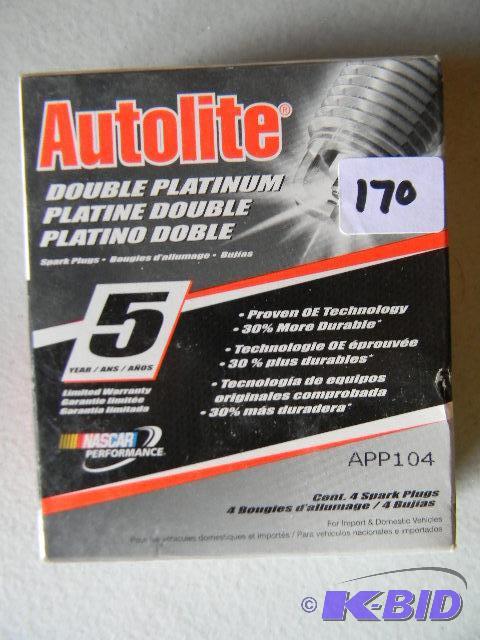 Autolite®
170
DOUBLE PLATINUM
PLATINE DOUBLE
PLATINO DOBLE
Spark Plugs • Bougies d'allumage • Bujías
5
YEAR / ANS / AÑOS
Limited Warranty
Garantie limitée
Garantía limitada
• Proven OE Technology
• 30% More Durable*
• Technologie OE éprouvée
• 30 % plus durables*
• Tecnología de equipos
originales comprobada
• 30% más duradera*
NASCAR
PERFORMANCE
APP104
Cont. 4 Spark Plugs
4 Bougies d'allumage / 4 Bujías
For Import & Domestic Vehicles
Pour les véhicules domestiques et importés / Para vehículos nacionales e importados
© K-BID